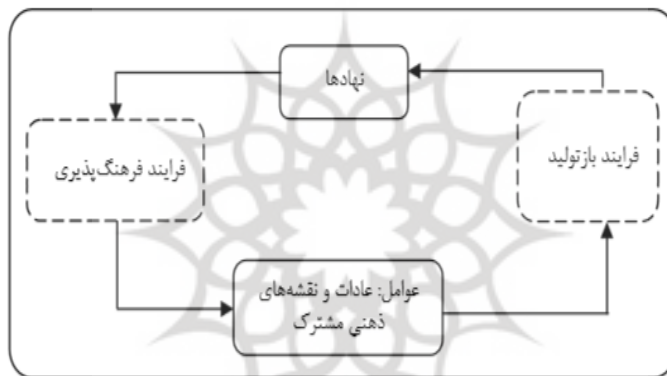 نهادها
فرایند بازتولید
فرایند فرهنگ‌پذیری
عوامل: عادات و نقشه‌های
ذهنی مشترک